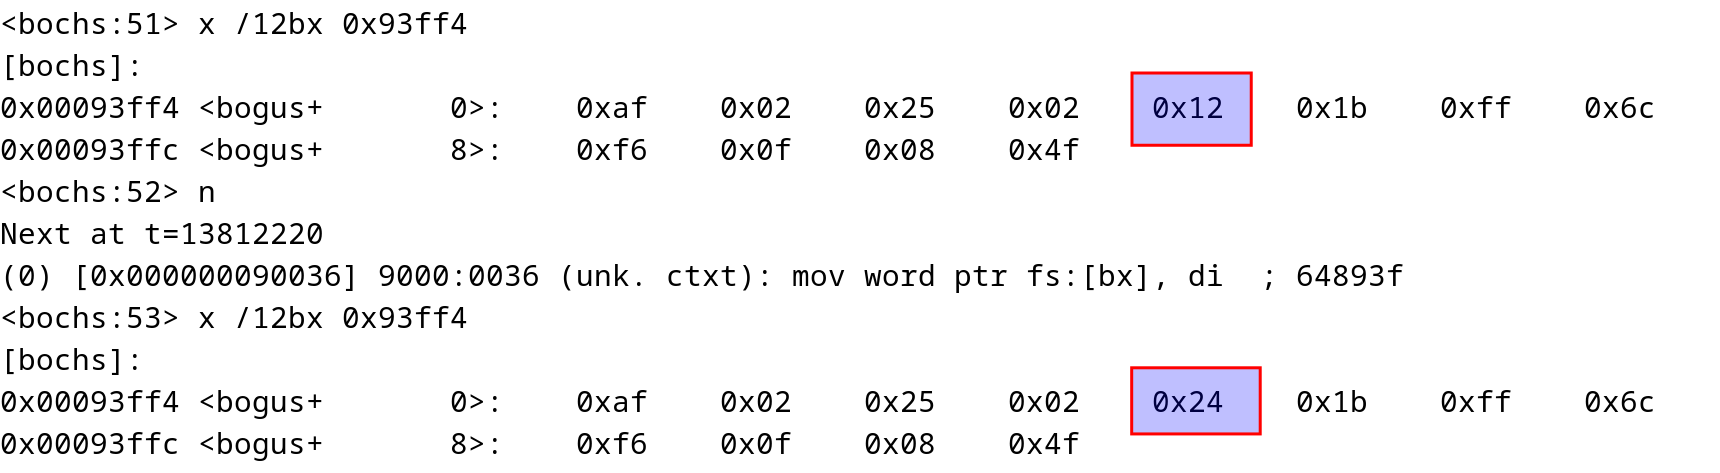 <bochs:51> x /12bx 0x93ff4
[bochs]:
0x00093ff4 <bogus+       0>:    0xaf    0x02    0x25    0x02    0x12    0x1b    0xff    0x6c
0x00093ffc <bogus+       8>:    0xf6    0x0f    0x08    0x4f
<bochs:52> n
Next at t=13812220
(0) [0x000000090036] 9000:0036 (unk. ctxt): mov word ptr fs:[bx], di  ; 64893f
<bochs:53> x /12bx 0x93ff4
[bochs]:
0x00093ff4 <bogus+       0>:    0xaf    0x02    0x25    0x02    0x24    0x1b    0xff    0x6c
0x00093ffc <bogus+       8>:    0xf6    0x0f    0x08    0x4f